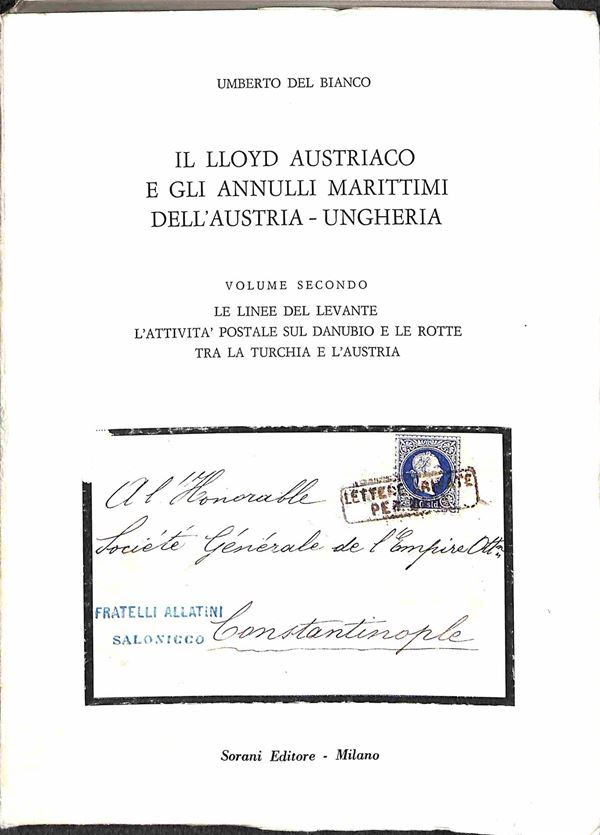 UMBERTO DEL BIANCO
IL LLOYD AUSTRIACO
E GLI ANNULLI MARITTIMI
DELL'AUSTRIA - UNGHERIA
VOLUME SECONDO
LE LINEE DEL LEVANTE
L'ATTIVITA' POSTALE SUL DANUBIO E LE ROTTE
TRA LA TURCHIA E L'AUSTRIA
LETTERE
A l'Honorable
Société Générale de l'Empire Ottn
FRATELLI ALLATINI
SALONICCO
Constantinople
Sorani Editore - Milano